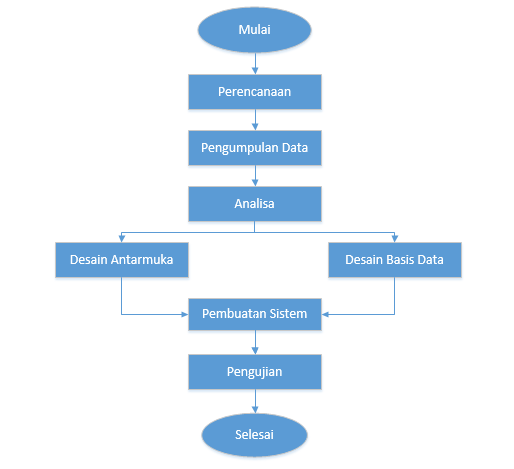 Mulai
Perencanaan
Pengumpulan Data
Analisa
Desain Antarmuka
Desain Basis Data
Pembuatan Sistem
Pengujian
Selesai